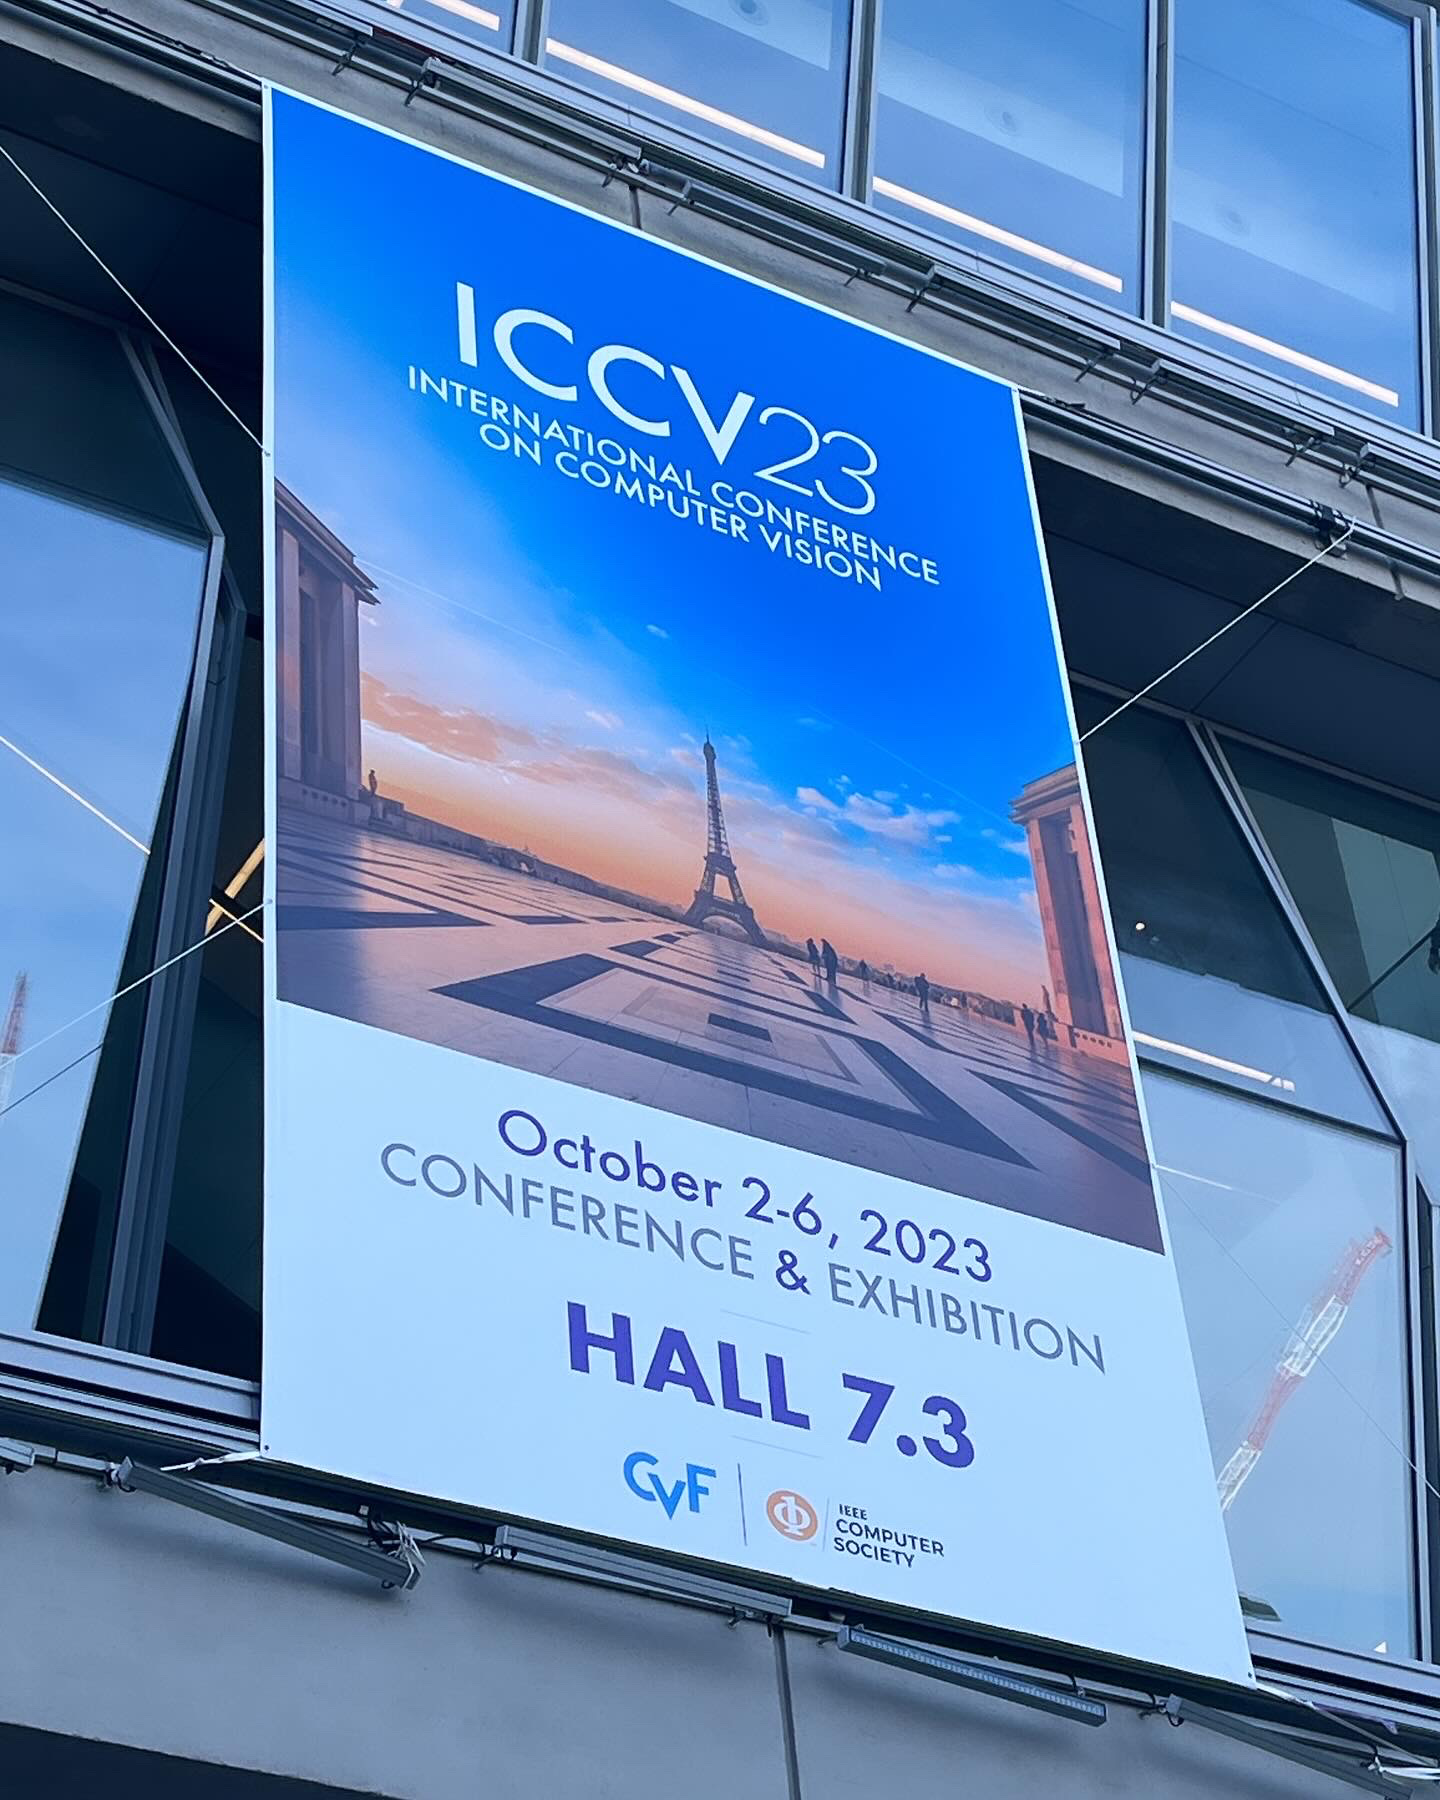 ICCV23
INTERNATIONAL CONFERENCE
ON COMPUTER VISION
October 2-6, 2023
CONFERENCE & EXHIBITION
HALL 7.3
CVF
IEEE
COMPUTER
SOCIETY